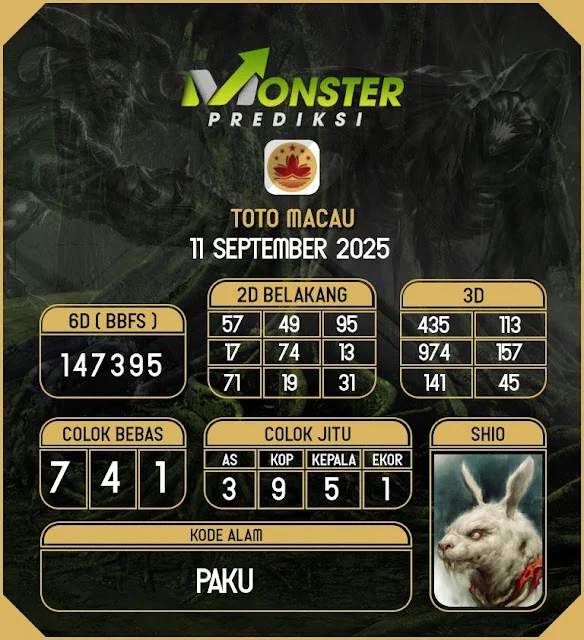 MONSTER
PREDIKSI
TOTO MACAU
11 SEPTEMBER 2025
6D ( BBFS )
147395
2D BELAKANG
57 49 95
17 74 13
71 19 31
3D
435 113
974 157
141 45
COLOK BEBAS
7 4 1
COLOK JITU
AS KOP KEPALA EKOR
3 9 5 1
SHIO
KODE ALAM
PAKU